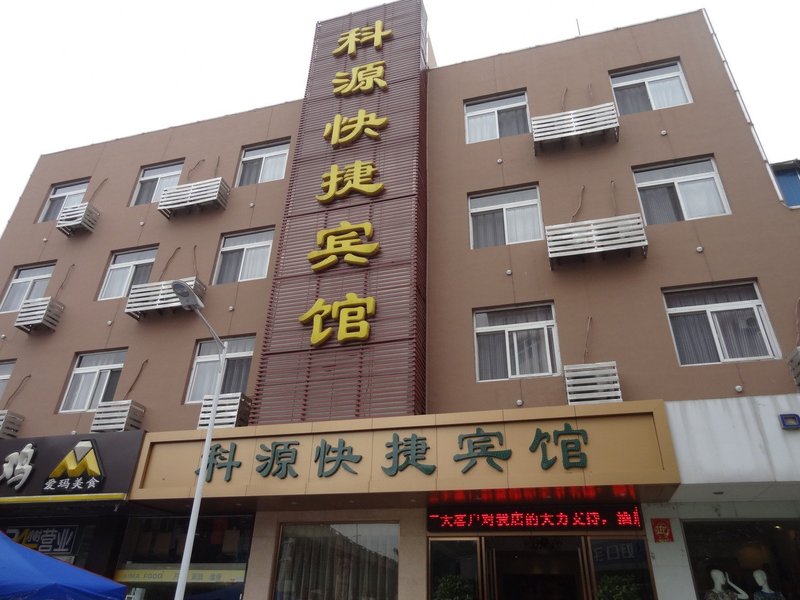 科源快捷宾馆
科源快捷宾馆
鸡
爱玛美食
大客户对我店的大力支持,
营业